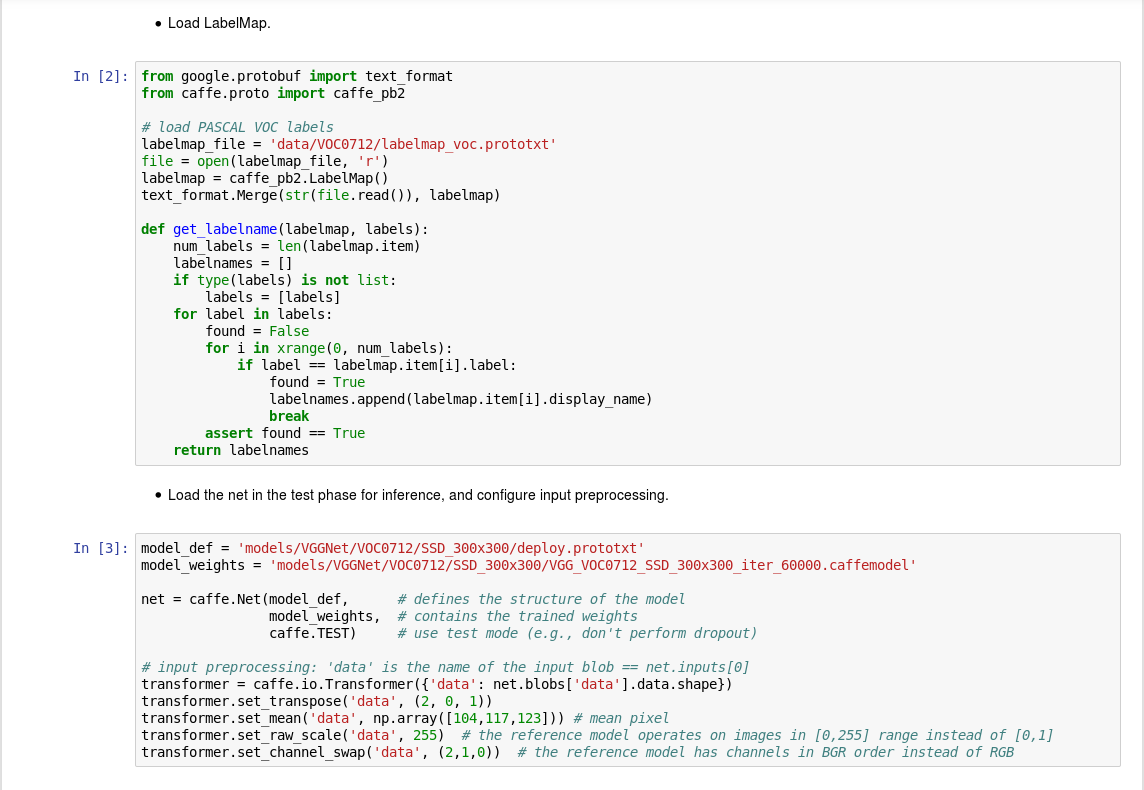 • Load LabelMap.
In [2]: from google.protobuf import text_format
from caffe.proto import caffe_pb2

# load PASCAL VOC labels
labelmap_file = 'data/VOC0712/labelmap_voc.prototxt'
file = open(labelmap_file, 'r')
labelmap = caffe_pb2.LabelMap()
text_format.Merge(str(file.read()), labelmap)

def get_labelname(labelmap, labels):
    num_labels = len(labelmap.item)
    labelnames = []
    if type(labels) is not list:
        labels = [labels]
    for label in labels:
        found = False
        for i in xrange(0, num_labels):
            if label == labelmap.item[i].label:
                found = True
                labelnames.append(labelmap.item[i].display_name)
                break
        assert found == True
    return labelnames
• Load the net in the test phase for inference, and configure input preprocessing.
In [3]: model_def = 'models/VGGNet/VOC0712/SSD_300x300/deploy.prototxt'
model_weights = 'models/VGGNet/VOC0712/SSD_300x300/VGG_VOC0712_SSD_300x300_iter_60000.caffemodel'

net = caffe.Net(model_def,      # defines the structure of the model
                model_weights,  # contains the trained weights
                caffe.TEST)     # use test mode (e.g., don't perform dropout)

# input preprocessing: 'data' is the name of the input blob == net.inputs[0]
transformer = caffe.io.Transformer({'data': net.blobs['data'].data.shape})
transformer.set_transpose('data', (2, 0, 1))
transformer.set_mean('data', np.array([104,117,123])) # mean pixel
transformer.set_raw_scale('data', 255)  # the reference model operates on images in [0,255] range instead of [0,1]
transformer.set_channel_swap('data', (2,1,0))  # the reference model has channels in BGR order instead of RGB